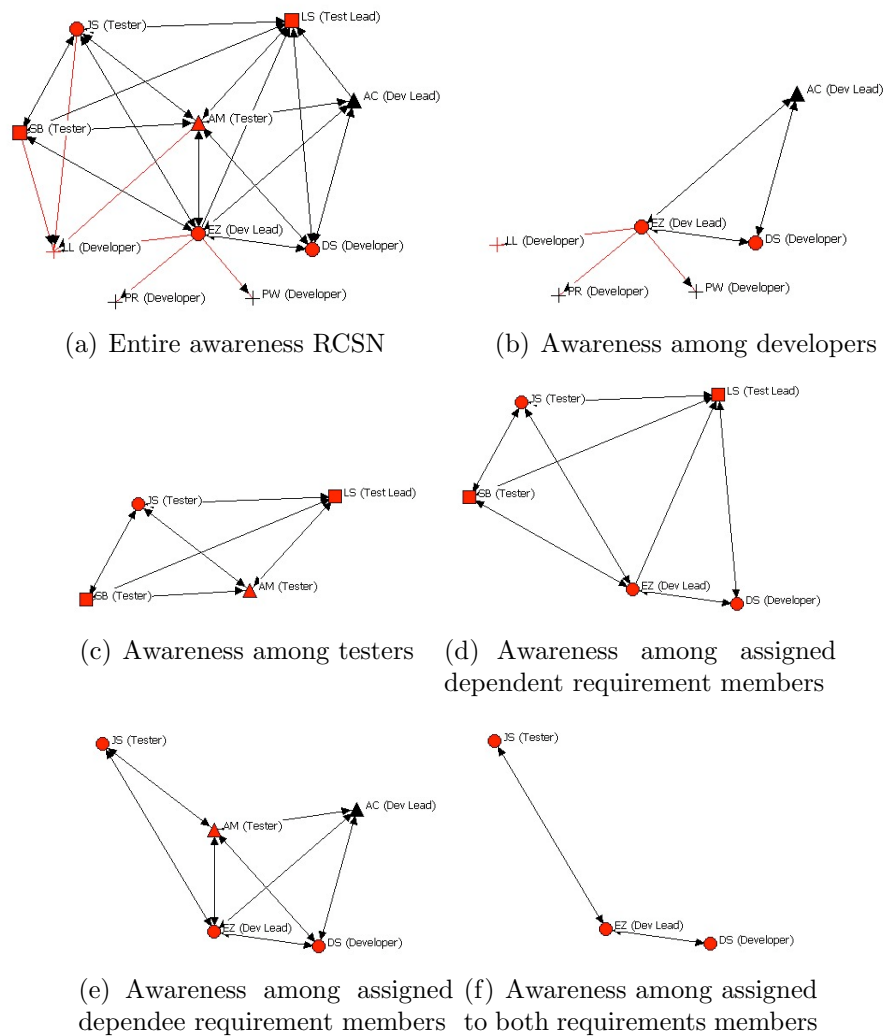 JS (Tester)
LS (Test Lead)
AC (Dev Lead)
AM (Tester)
SB (Tester)
EZ (Dev Lead)
LL (Developer)
DS (Developer)
PR (Developer)
PW (Developer)
(a) Entire awareness RCSN
AC (Dev Lead)
EZ (Dev Lead)
LL (Developer)
DS (Developer)
PR (Developer)
PW (Developer)
(b) Awareness among developers
JS (Tester)
LS (Test Lead)
AM (Tester)
SB (Tester)
(c) Awareness among testers
JS (Tester)
LS (Test Lead)
SB (Tester)
EZ (Dev Lead)
DS (Developer)
(d) Awareness among assigned
dependent requirement members
JS (Tester)
AC (Dev Lead)
AM (Tester)
EZ (Dev Lead)
DS (Developer)
(e) Awareness among assigned
dependee requirement members
JS (Tester)
EZ (Dev Lead)
DS (Developer)
(f) Awareness among assigned
to both requirements members